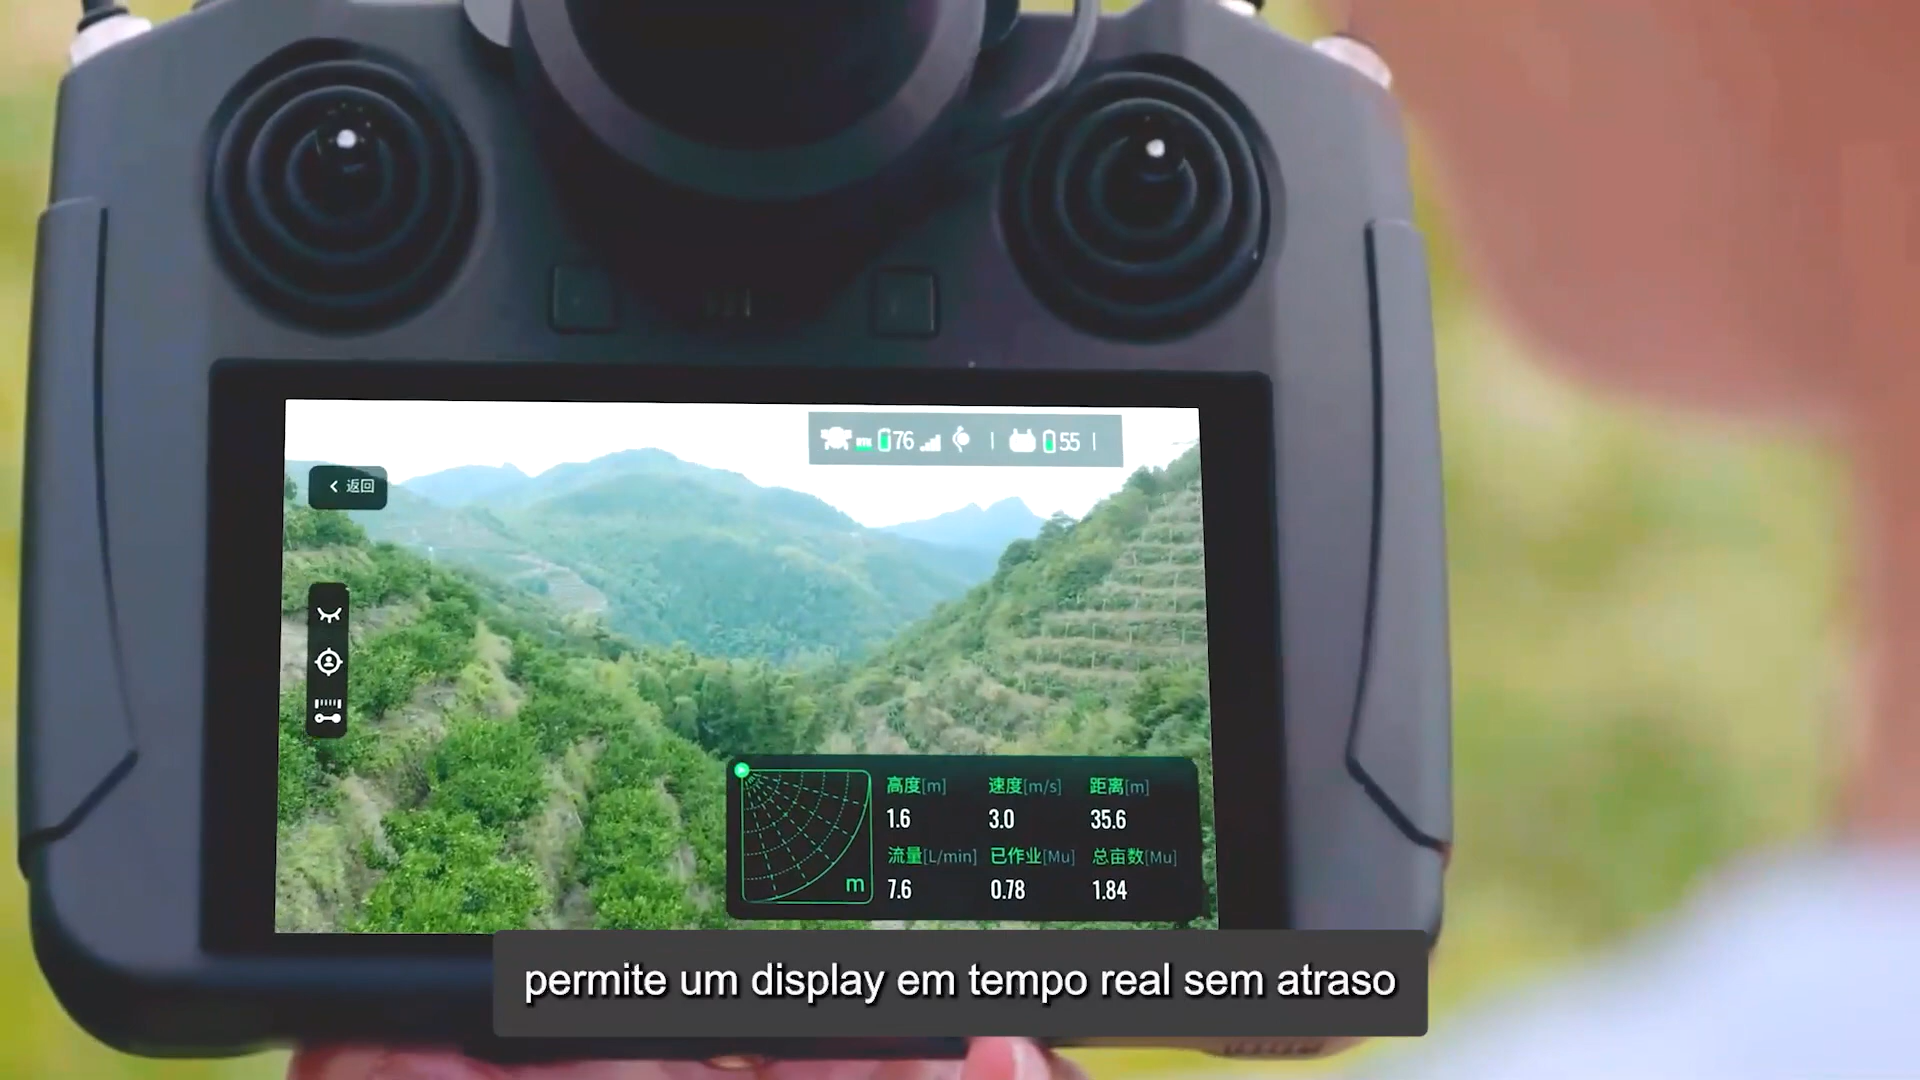 76 55
返回
高度[m] 速度[m/s] 距离[m]
1.6 3.0 35.6
流量[L/min] 已作业[Mu] 总亩数[Mu]
m 7.6 0.78 1.84
permite um display em tempo real sem atraso